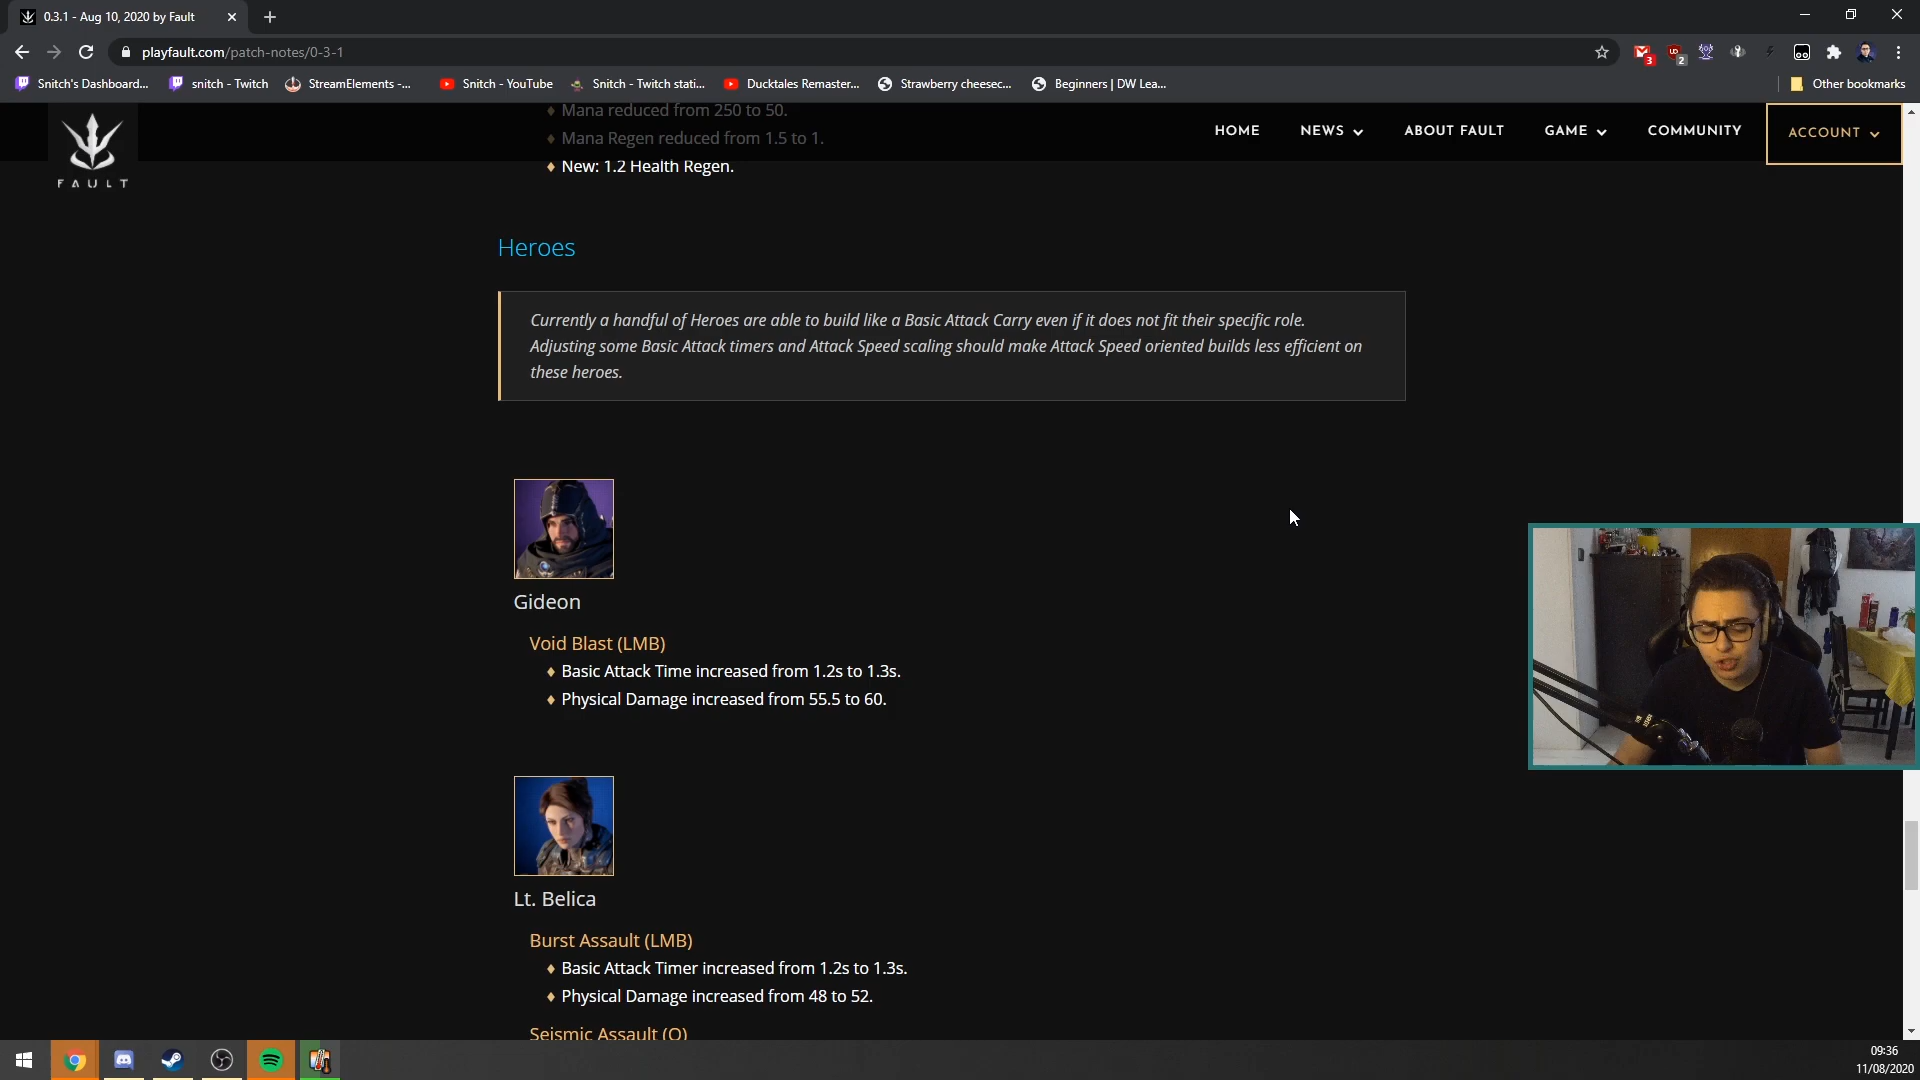 0.3.1 - Aug 10, 2020 by Fault
playfault.com/patch-notes/0-3-1
3
2
Snitch's Dashboard...
snitch - Twitch
StreamElements -...
Snitch - YouTube
Snitch - Twitch stati...
Ducktales Remaster...
Strawberry cheesec...
Beginners | DW Lea...
Other bookmarks
FAULT
HOME
NEWS
ABOUT FAULT
GAME
COMMUNITY
ACCOUNT
Mana reduced from 250 to 50.
Mana Regen reduced from 1.5 to 1.
New: 1.2 Health Regen.
Heroes
Currently a handful of Heroes are able to build like a Basic Attack Carry even if it does not fit their specific role.
Adjusting some Basic Attack timers and Attack Speed scaling should make Attack Speed oriented builds less efficient on
these heroes.
Gideon
Void Blast (LMB)
Basic Attack Time increased from 1.2s to 1.3s.
Physical Damage increased from 55.5 to 60.
Lt. Belica
Burst Assault (LMB)
Basic Attack Timer increased from 1.2s to 1.3s.
Physical Damage increased from 48 to 52.
Seismic Assault (Q)
09:36
11/08/2020